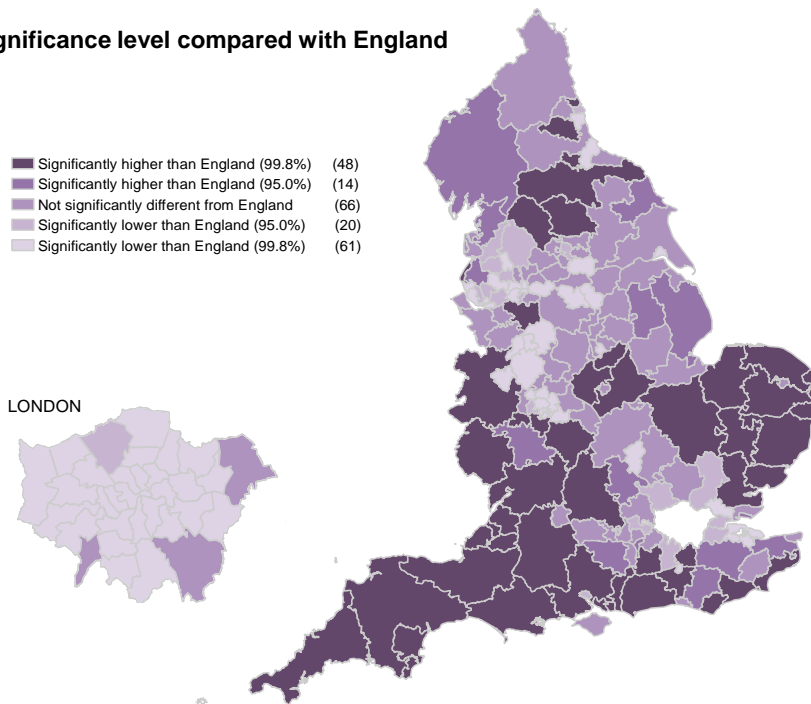 gnificance level compared with England
Significantly higher than England (99.8%) (48)
Significantly higher than England (95.0%) (14)
Not significantly different from England (66)
Significantly lower than England (95.0%) (20)
Significantly lower than England (99.8%) (61)
LONDON